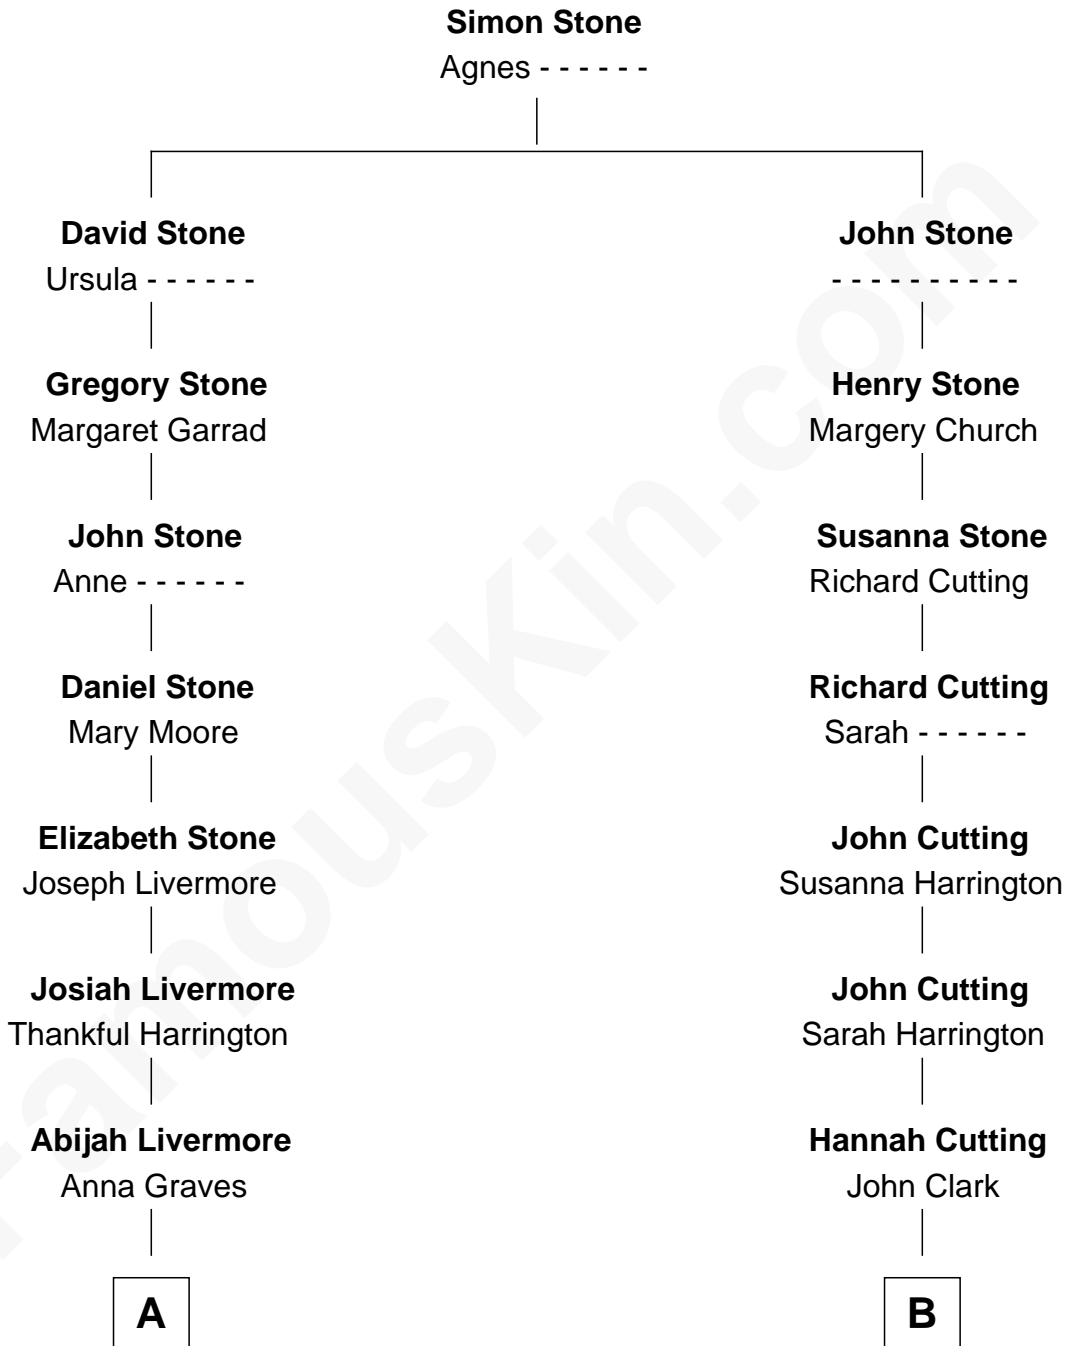 Simon Stone
Agnes - - - - - -
David Stone
Ursula - - - - - -
John Stone
- - - - - - - - - -
Gregory Stone
Margaret Garrad
Henry Stone
Margery Church
John Stone
Anne - - - - - -
Susanna Stone
Richard Cutting
Daniel Stone
Mary Moore
Richard Cutting
Sarah - - - - - -
Elizabeth Stone
Joseph Livermore
John Cutting
Susanna Harrington
Josiah Livermore
Thankful Harrington
John Cutting
Sarah Harrington
Abijah Livermore
Anna Graves
Hannah Cutting
John Clark
A
B
FamousKin.com